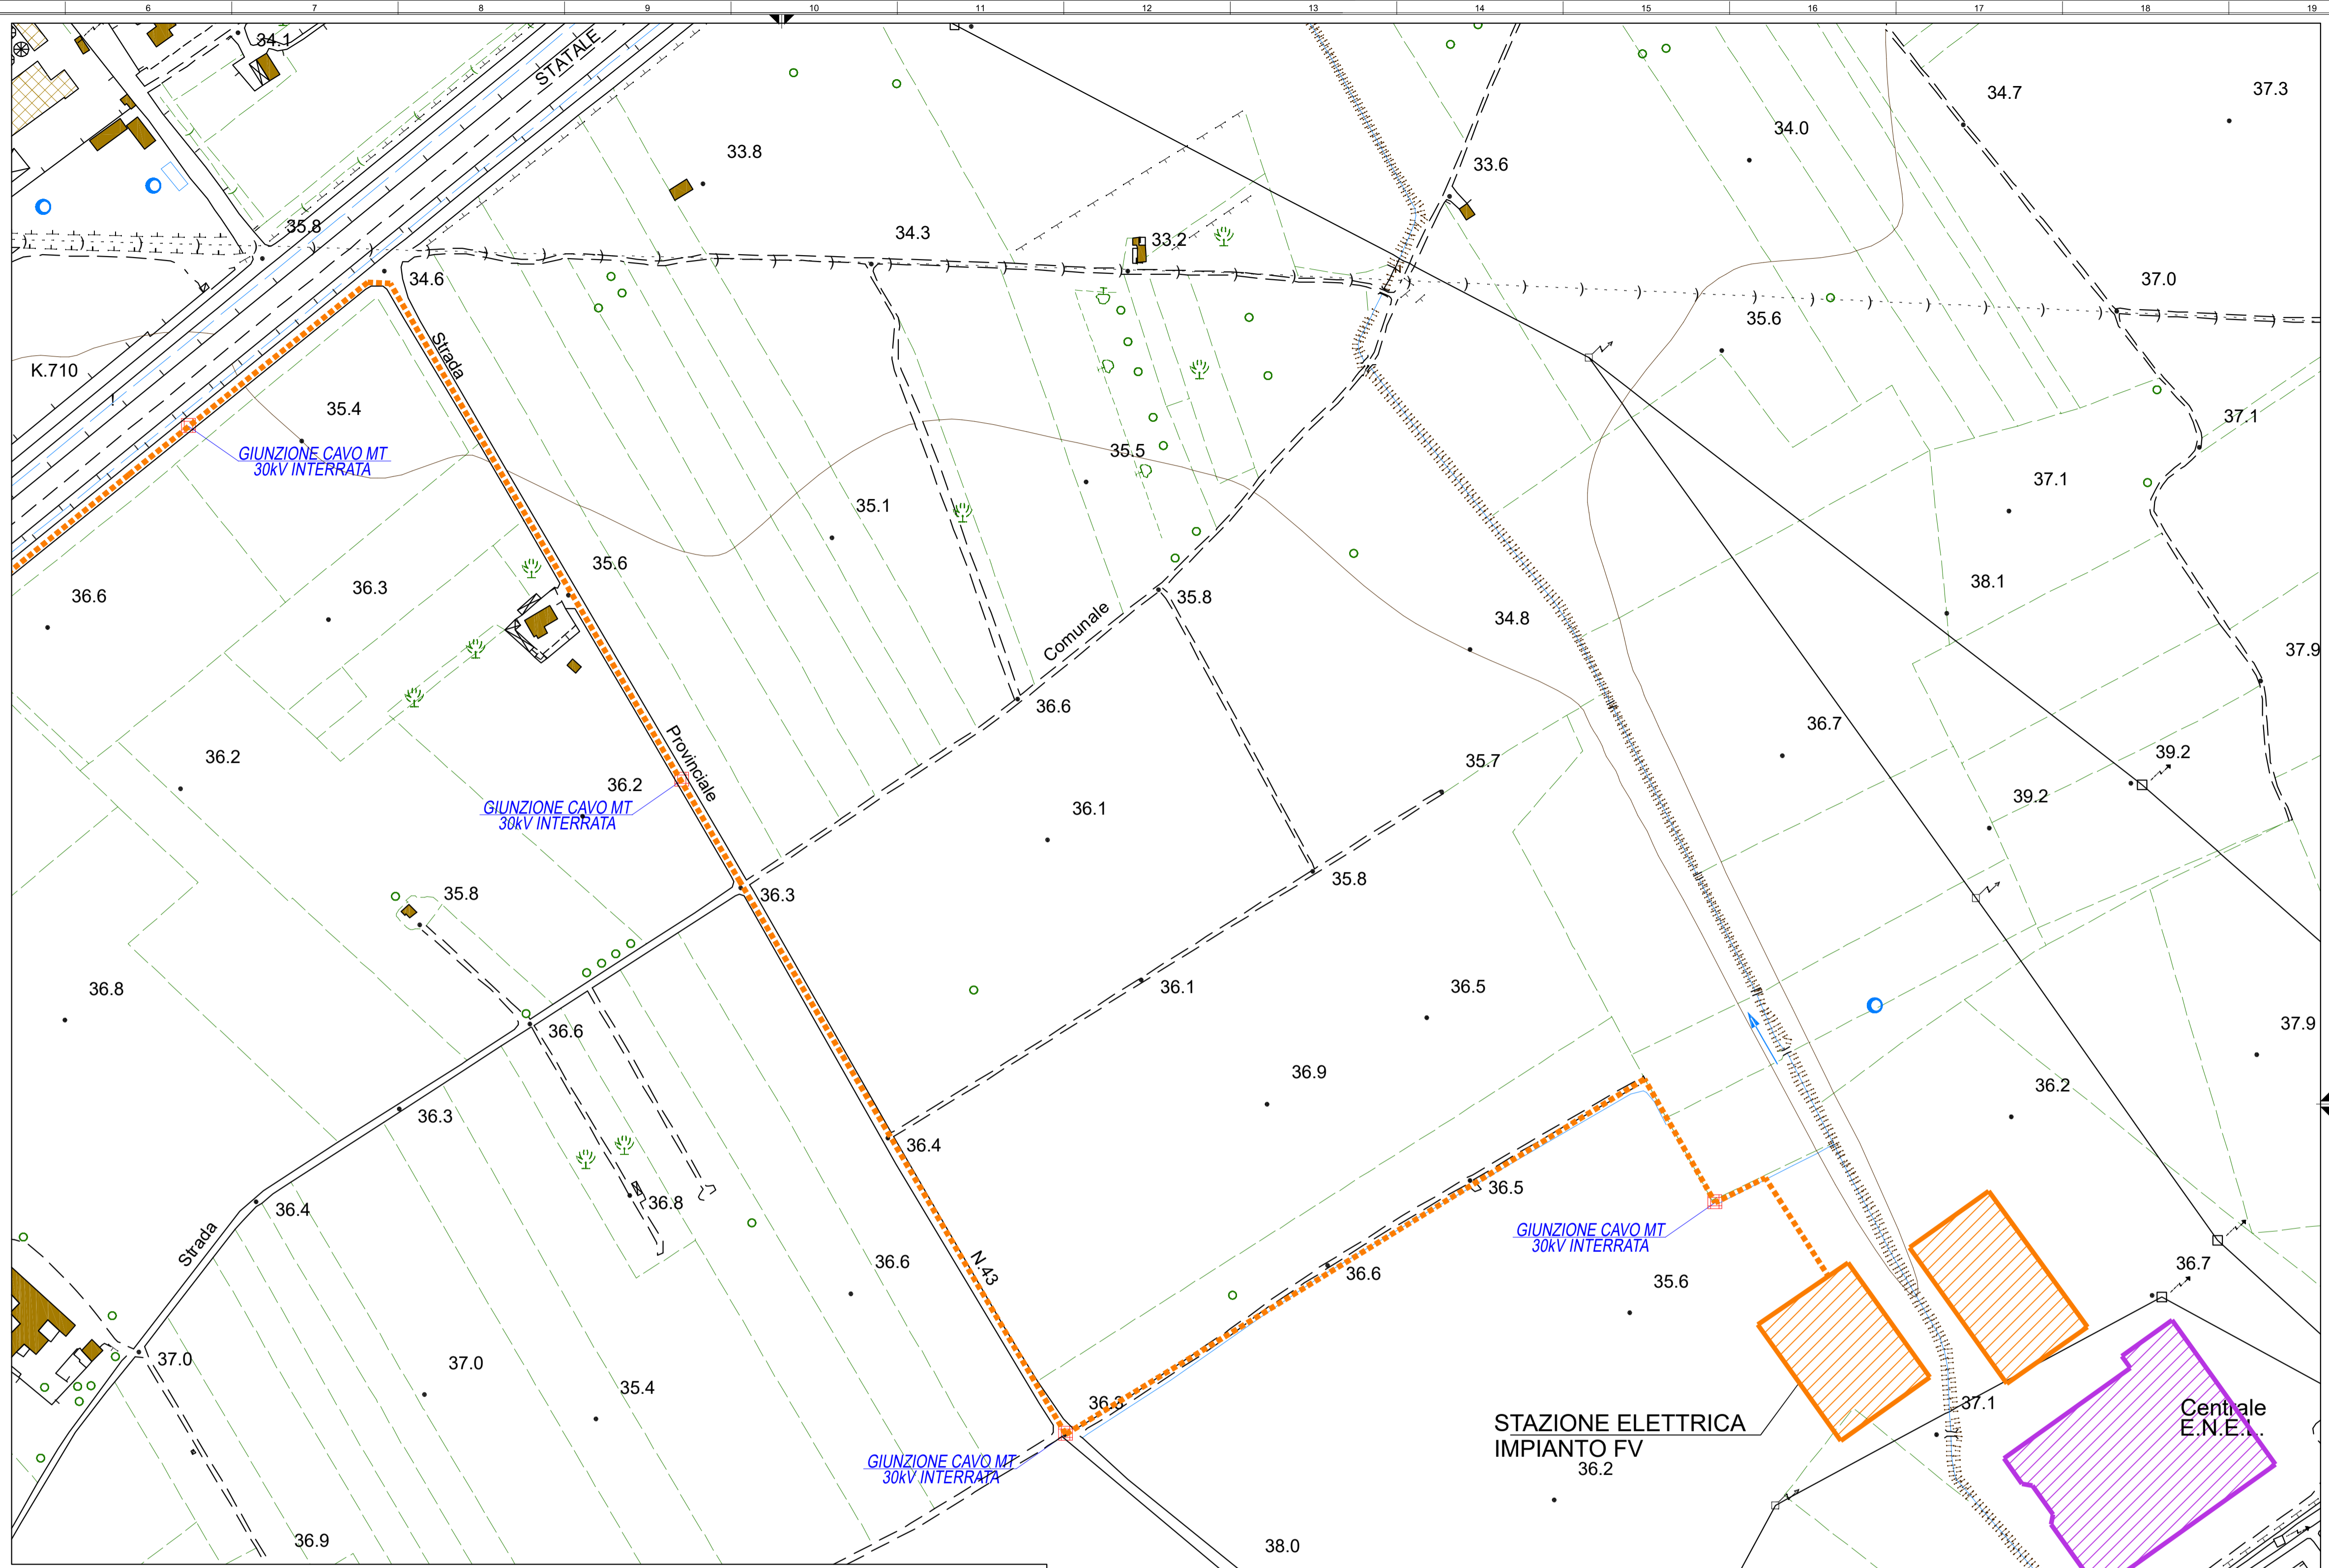 6 7 8 9 10 11 12 13 14 15 16 17 18 19
34.1
STATALE
34.7
37.3
34.0
33.8
33.6
35.8
34.3
33.2
34.6
37.0
35.6
Strada
K.710
35.4
37.1
GIUNZIONE CAVO MT
30kV INTERRATA
35.5
37.1
35.1
35.6
38.1
36.6
36.3
35.8
34.8
Comunale
37.9
36.6
36.7
36.2
Provinciale
39.2
35.7
36.2
39.2
GIUNZIONE CAVO MT
30kV INTERRATA
36.1
35.8
36.3
35.8
36.8
36.1
36.5
36.6
37.9
36.9
36.2
36.3
36.4
36.5
36.8
36.4
Strada
GIUNZIONE CAVO MT
30kV INTERRATA
36.6
N.43
36.6
35.6
36.7
37.0
37.0
35.4
36.3
37.1
Centrale
E.N.E.L.
STAZIONE ELETTRICA
IMPIANTO FV
36.2
GIUNZIONE CAVO MT
30kV INTERRATA
36.9
38.0